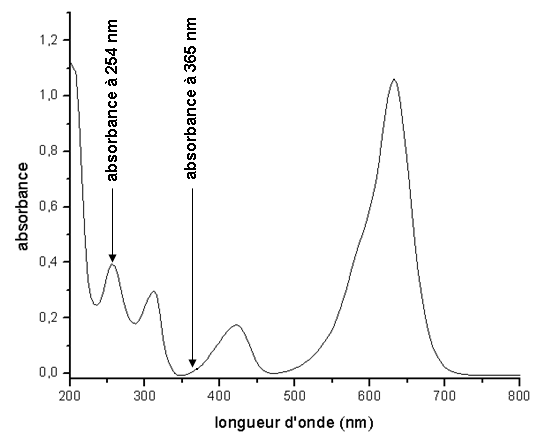 absorbance à 254 nm
absorbance à 365 nm
absorbance
1,2
1,0
0,8
0,6
0,4
0,2
0,0
200 300 400 500 600 700 800
longueur d'onde (nm)